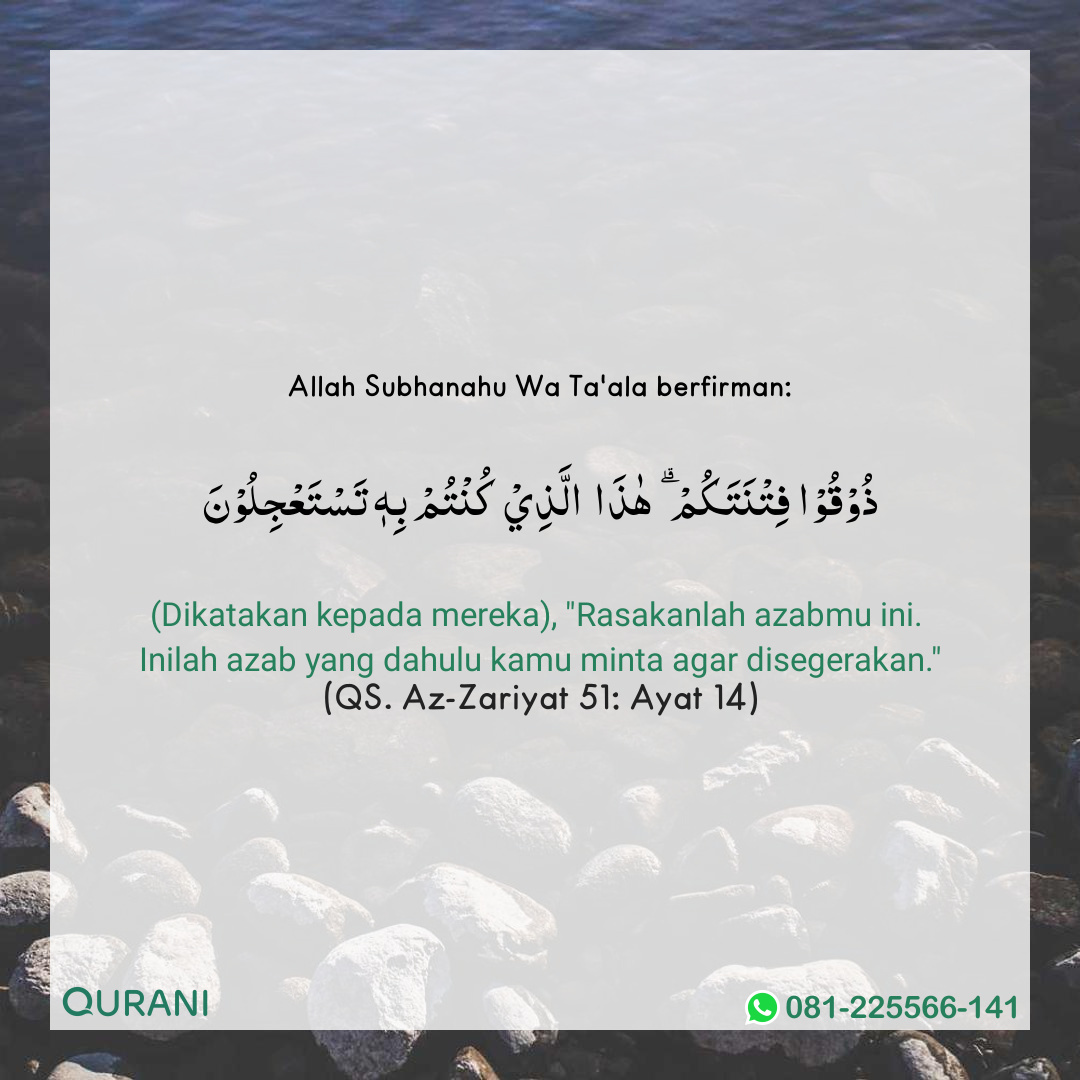 Allah Subhanahu Wa Ta'ala berfirman:
ذُوْقُوْا فِتْنَتَكُمْ ۗ هٰذَا الَّذِيْ كُنْتُمْ بِهٖ تَسْتَعْجِلُوْنَ
(Dikatakan kepada mereka), "Rasakanlah azabmu ini.
Inilah azab yang dahulu kamu minta agar disegerakan."
(QS. Az-Zariyat 51: Ayat 14)
QURANI
081-225566-141